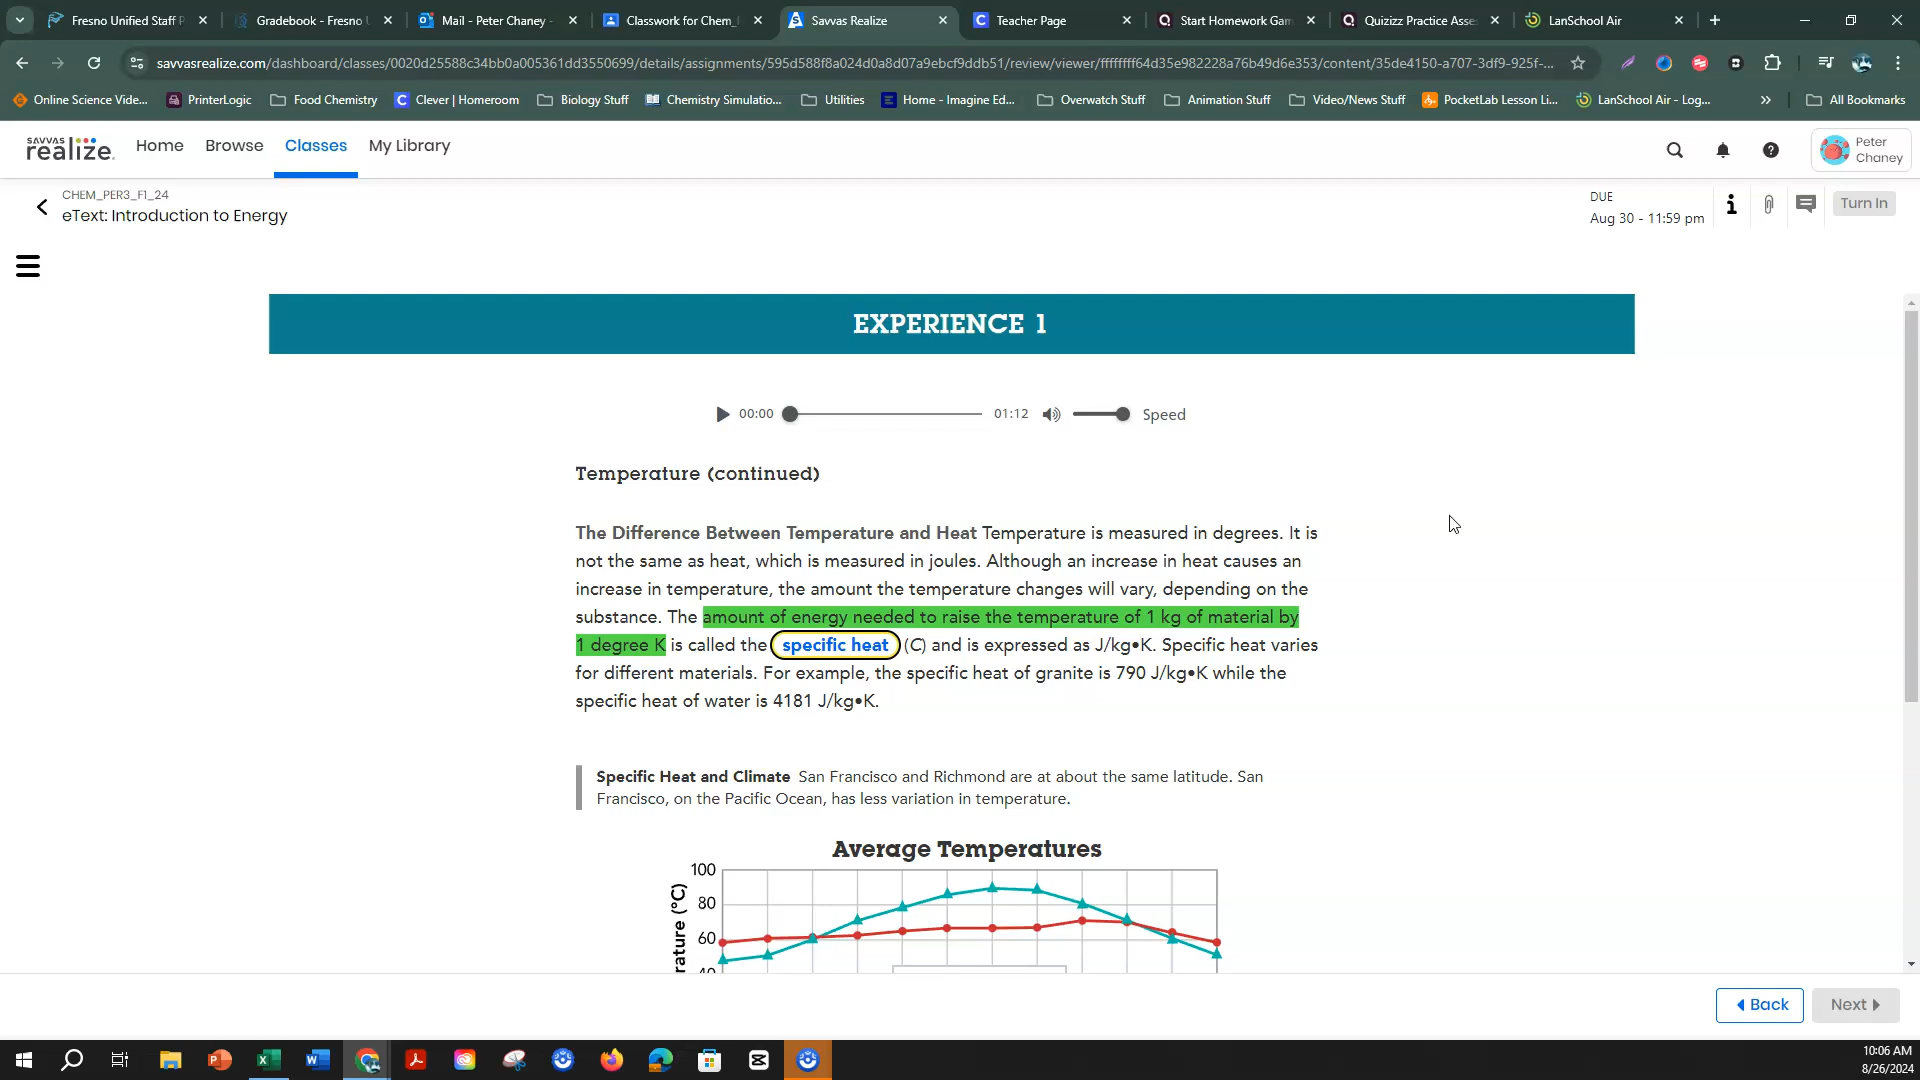 Fresno Unified Staff P
Gradebook - Fresno U
Mail - Peter Chaney -
Classwork for Chem_
Savvas Realize
Teacher Page
Start Homework Gam
Quizizz Practice Asse
LanSchool Air
savvasrealize.com/dashboard/classes/0020d25588c34bb0a005361dd3550699/details/assignments/595d588f8a024d0a8d07a9ebcf9ddb51/review/viewer/ffffffff64d35e982228a76b49d6e353/content/35de4150-a707-3df9-925f-...
Online Science Vide...
PrinterLogic
Food Chemistry
Clever | Homeroom
Biology Stuff
Chemistry Simulatio...
Utilities
Home - Imagine Ed...
Overwatch Stuff
Animation Stuff
Video/News Stuff
PocketLab Lesson Li...
LanSchool Air - Log...
All Bookmarks
SAVVAS
realize.
Home
Browse
Classes
My Library
Peter
Chaney
CHEM_PER3_F1_24
eText: Introduction to Energy
DUE
Aug 30 - 11:59 pm
Turn In
EXPERIENCE 1
00:00
01:12
Speed
Temperature (continued)
The Difference Between Temperature and Heat Temperature is measured in degrees. It is
not the same as heat, which is measured in joules. Although an increase in heat causes an
increase in temperature, the amount the temperature changes will vary, depending on the
substance. The amount of energy needed to raise the temperature of 1 kg of material by
1 degree K is called the specific heat (C) and is expressed as J/kg•K. Specific heat varies
for different materials. For example, the specific heat of granite is 790 J/kg•K while the
specific heat of water is 4181 J/kg•K.
Specific Heat and Climate San Francisco and Richmond are at about the same latitude. San
Francisco, on the Pacific Ocean, has less variation in temperature.
Average Temperatures
100
80
60
40
rature (°C)
Back
Next
10:06 AM
8/26/2024